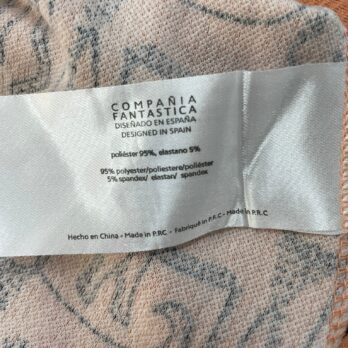 COMPAÑIA
FANTASTICA
DISEÑADO EN ESPAÑA
DESIGNED IN SPAIN
poliéster 95%, elastano 5%
95% polyester/ poliestere/poliéster
5% spandex/ elastan/ spandex
Hecho en China - Made in P.R.C. - Fabriqué in P.R.C - Made in P.R.C